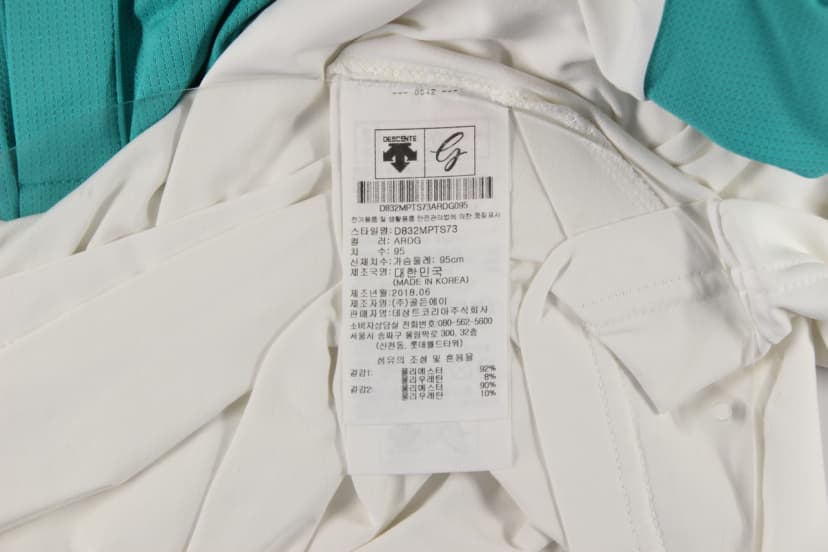 --- 0042 ---
DESCENTE
D832MPTS73ARDG095
전기용품 및 생활용품 안전관리법에 의한 품질표시
스타일명: D832MPTS73
컬 러: ARDG
치 수: 95
신체치수: 가슴둘레: 95cm
제조국명: 대한민국
(MADE IN KOREA)
제조년월: 2018.06
제조자명: (주)골든에이
판매자명: 데상트코리아주식회사
소비자상담실 전화번호: 080-562-5600
서울시 송파구 올림픽로 300, 32층
(신천동, 롯데월드타워)
섬유의 조성 및 혼용율
겉감1: 폴리에스터 92%
폴리우레탄 8%
겉감2: 폴리에스터 90%
폴리우레탄 10%